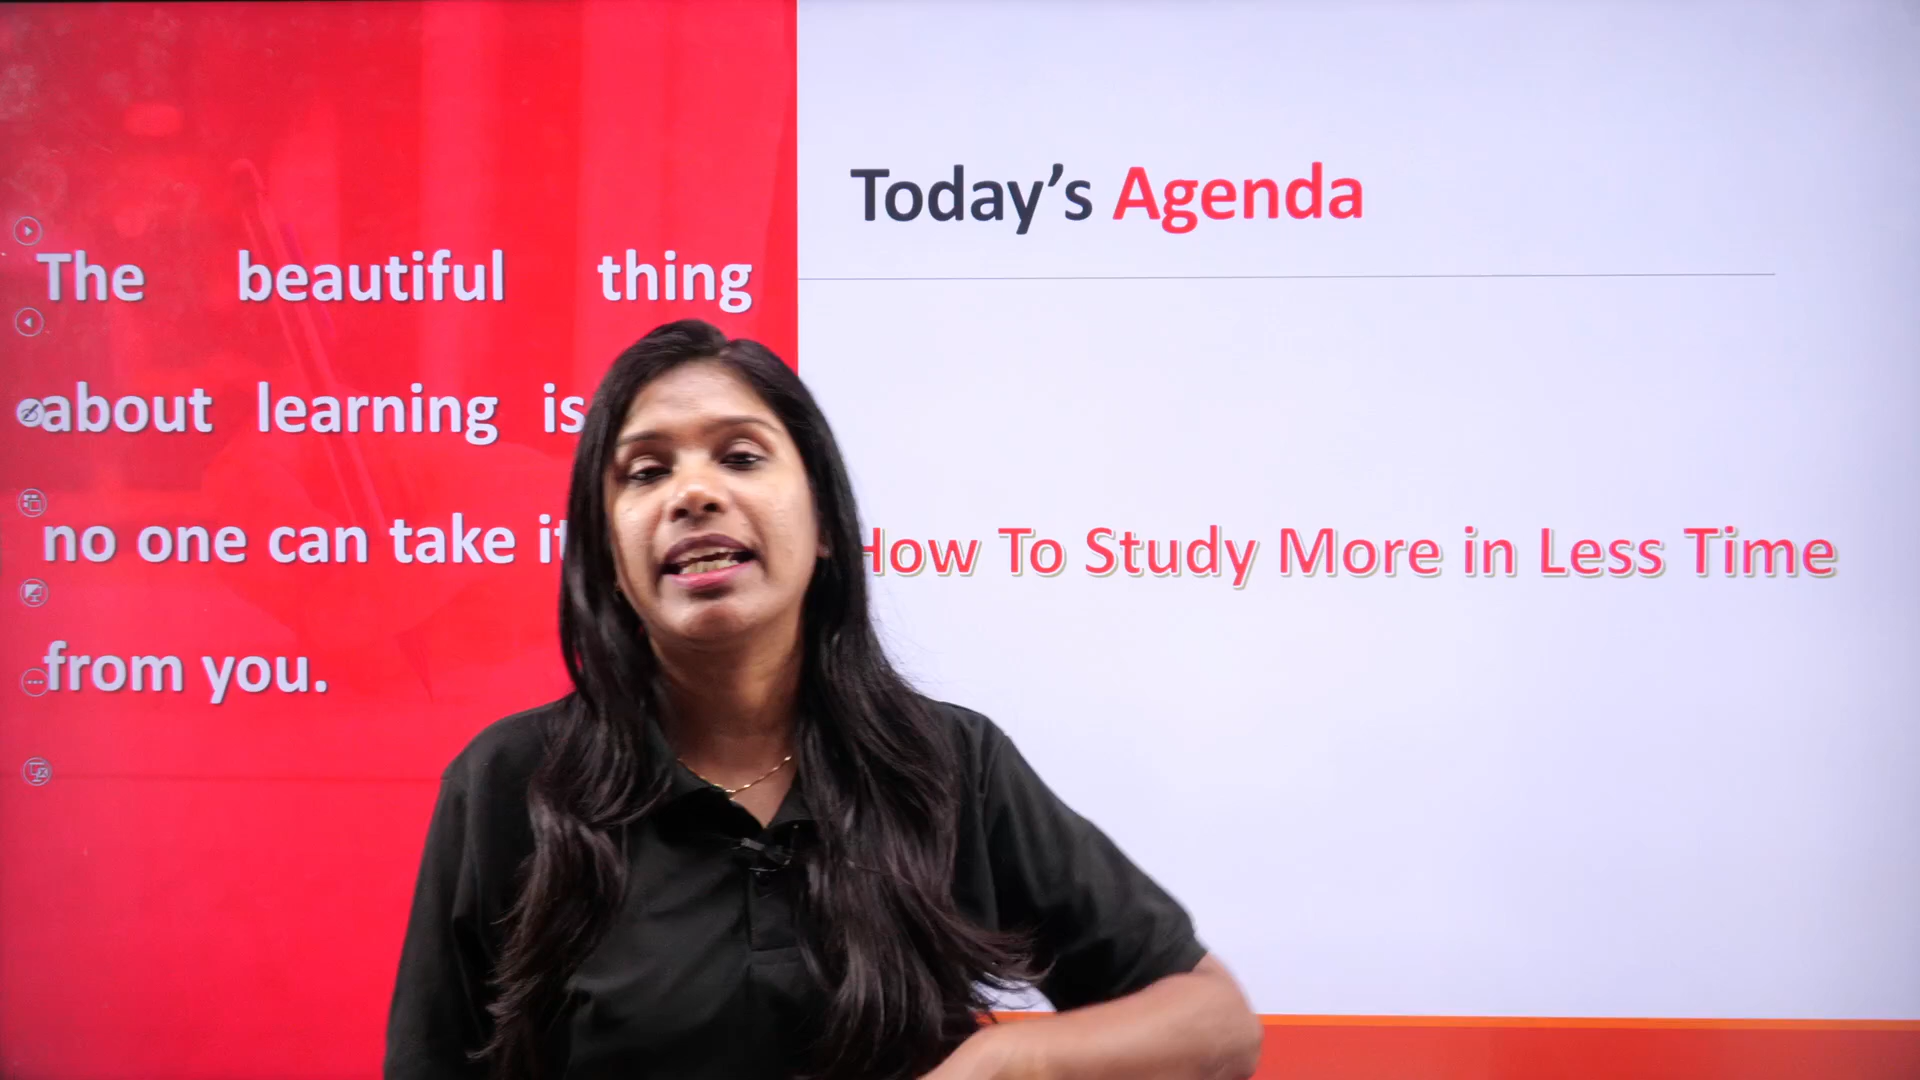 The beautiful thing
about learning is
no one can take it
from you.
Today's Agenda
How To Study More in Less Time